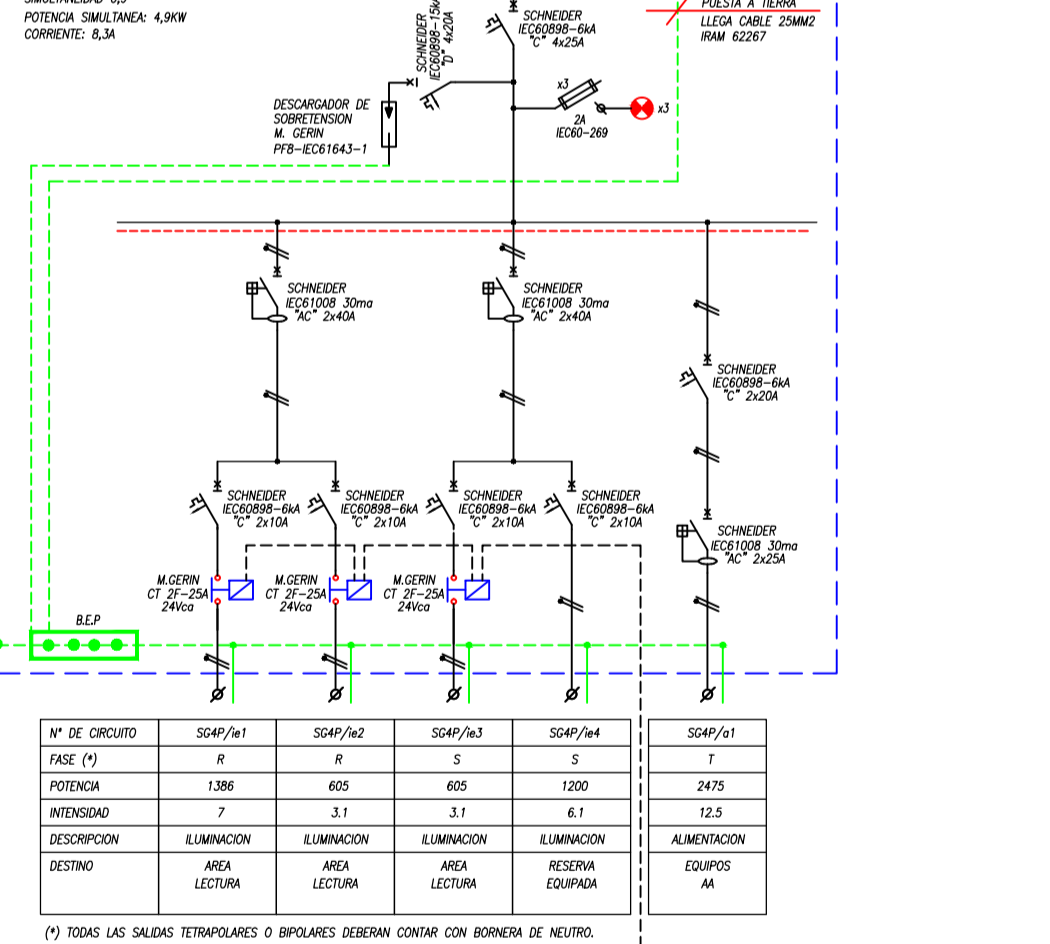 POTENCIA SIMULTANEA: 4,9KW
CORRIENTE: 8,3A
SCHNEIDER
IEC60898-15kA
"D" 4x20A
SCHNEIDER
IEC60898-6kA
"C" 4x25A
PUESTA A TIERRA
LLEGA CABLE 25MM2
IRAM 62267
DESCARGADOR DE
SOBRETENSION
M. GERIN
PF8-IEC61643-1
x3
x3
2A
IEC60-269
SCHNEIDER
IEC61008 30ma
"AC" 2x40A
SCHNEIDER
IEC61008 30ma
"AC" 2x40A
SCHNEIDER
IEC60898-6kA
"C" 2x20A
SCHNEIDER
IEC60898-6kA
"C" 2x10A
SCHNEIDER
IEC60898-6kA
"C" 2x10A
SCHNEIDER
IEC60898-6kA
"C" 2x10A
SCHNEIDER
IEC60898-6kA
"C" 2x10A
SCHNEIDER
IEC61008 30ma
"AC" 2x25A
M.GERIN
CT 2F-25A
24Vca
M.GERIN
CT 2F-25A
24Vca
M.GERIN
CT 2F-25A
24Vca
B.E.P
N° DE CIRCUITO SG4P/ie1 SG4P/ie2 SG4P/ie3 SG4P/ie4 SG4P/a1
FASE (*) R R S S T
POTENCIA 1386 605 605 1200 2475
INTENSIDAD 7 3.1 3.1 6.1 12.5
DESCRIPCION ILUMINACION ILUMINACION ILUMINACION ILUMINACION ALIMENTACION
DESTINO AREA AREA AREA RESERVA EQUIPOS
LECTURA LECTURA LECTURA EQUIPADA AA
(*) TODAS LAS SALIDAS TETRAPOLARES O BIPOLARES DEBERAN CONTAR CON BORNERA DE NEUTRO.